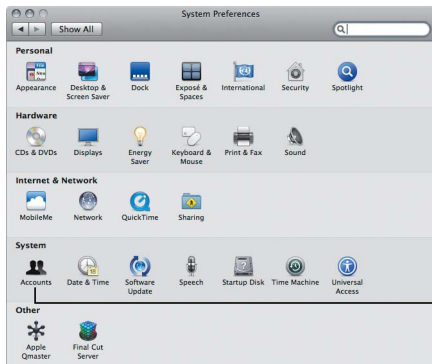 System Preferences
Show All
Personal
Appearance
Desktop &
Screen Saver
Dock
Exposé &
Spaces
International
Security
Spotlight
Hardware
CDs & DVDs
Displays
Energy
Saver
Keyboard &
Mouse
Print & Fax
Sound
Internet & Network
MobileMe
Network
QuickTime
Sharing
System
Accounts
Date & Time
Software
Update
Speech
Startup Disk
Time Machine
Universal
Access
Other
Apple
Qmaster
Final Cut
Server